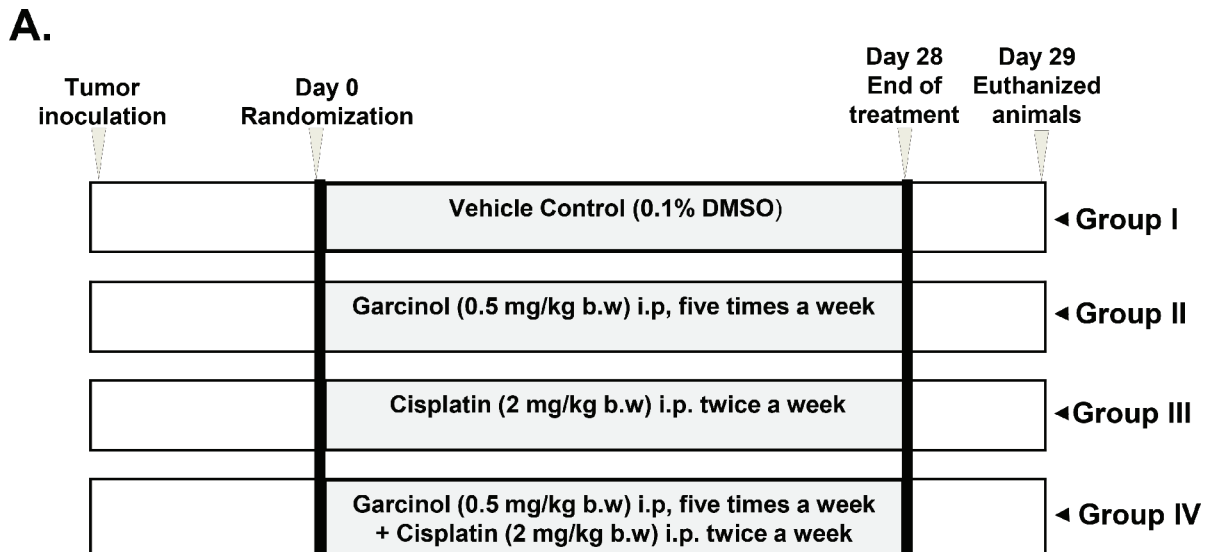 A.
Tumor
inoculation
Day 0
Randomization
Day 28
End of
treatment
Day 29
Euthanized
animals
Vehicle Control (0.1% DMSO)
◄ Group I
Garcinol (0.5 mg/kg b.w) i.p, five times a week
◄ Group II
Cisplatin (2 mg/kg b.w) i.p. twice a week
◄Group III
Garcinol (0.5 mg/kg b.w) i.p, five times a week
+ Cisplatin (2 mg/kg b.w) i.p. twice a week
◄ Group IV